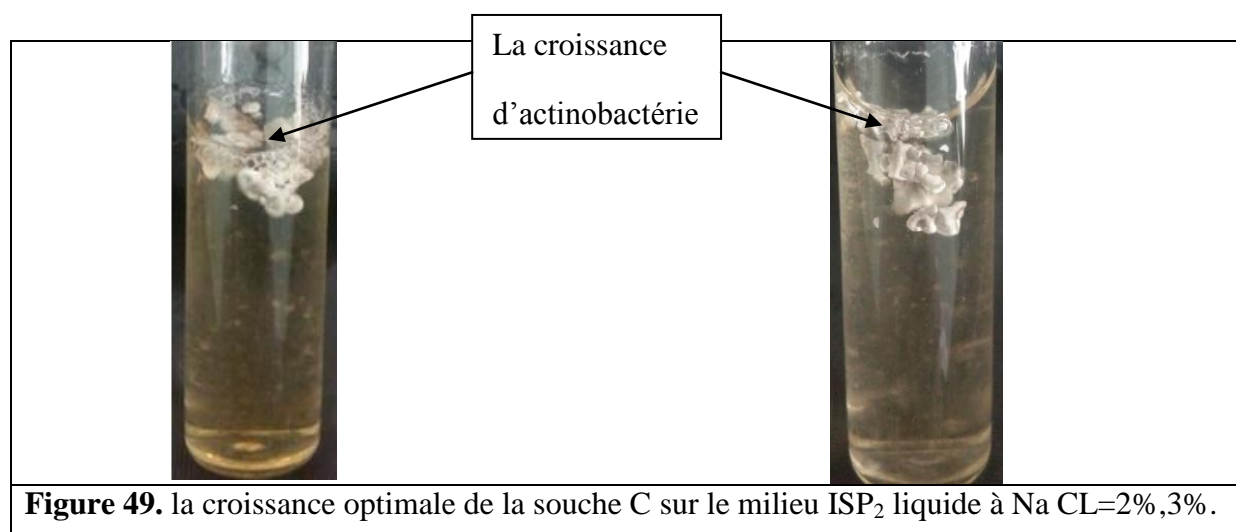 La croissance
d’actinobactérie
Figure 49. la croissance optimale de la souche C sur le milieu ISP₂ liquide à Na CL=2%,3%.